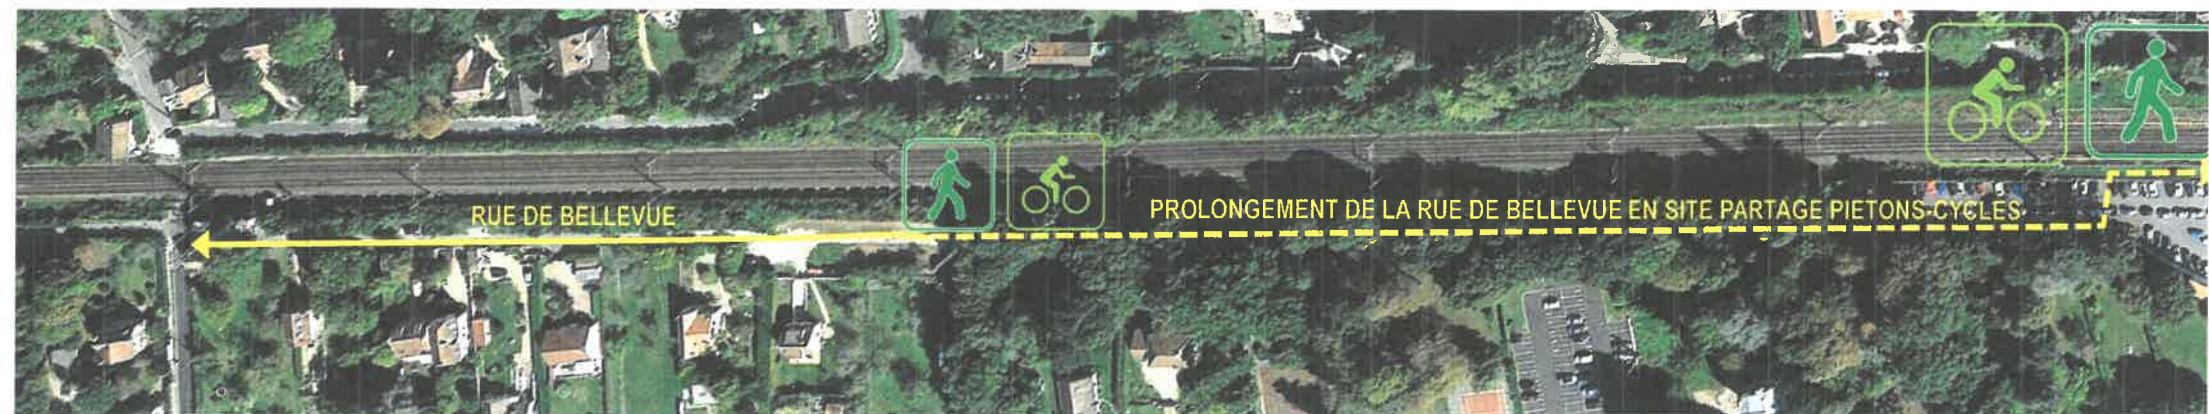 RUE DE BELLEVUE
PROLONGEMENT DE LA RUE DE BELLEVUE EN SITE PARTAGE PIETONS-CYCLES